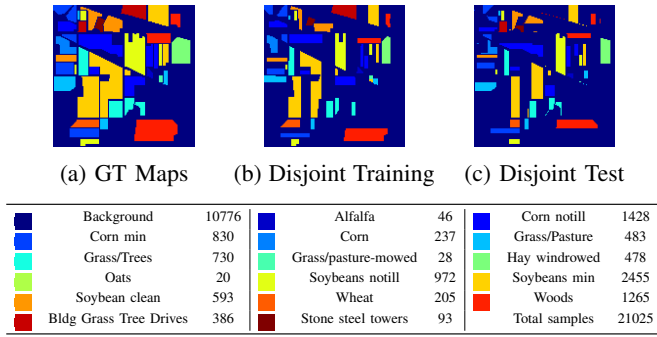 (a) GT Maps (b) Disjoint Training (c) Disjoint Test
Background 10776 Alfalfa 46 Corn notill 1428
Corn min 830 Corn 237 Grass/Pasture 483
Grass/Trees 730 Grass/pasture-mowed 28 Hay windrowed 478
Oats 20 Soybeans notill 972 Soybeans min 2455
Soybean clean 593 Wheat 205 Woods 1265
Bldg Grass Tree Drives 386 Stone steel towers 93 Total samples 21025